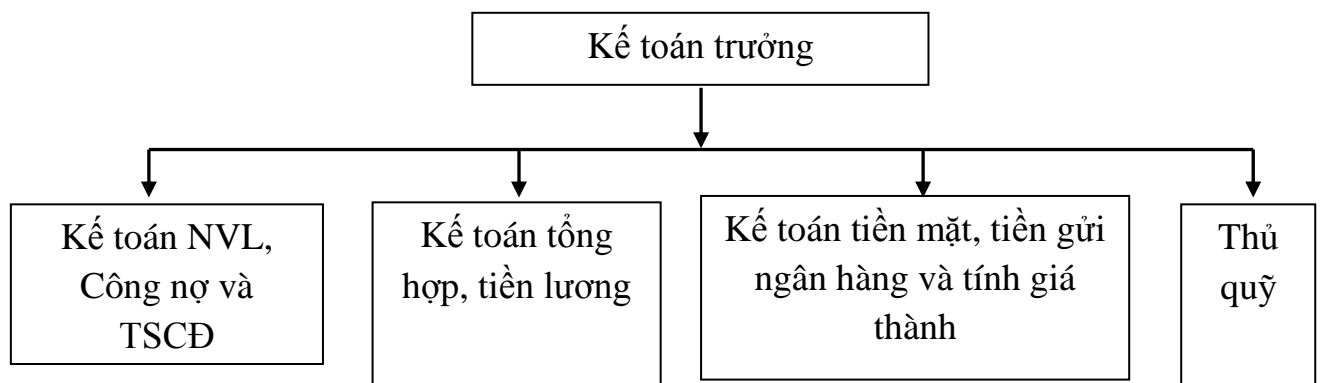 Kế toán trưởng
Kế toán NVL,
Công nợ và
TSCĐ
Kế toán tổng
hợp, tiền lương
Kế toán tiền mặt, tiền gửi
ngân hàng và tính giá
thành
Thủ
quỹ